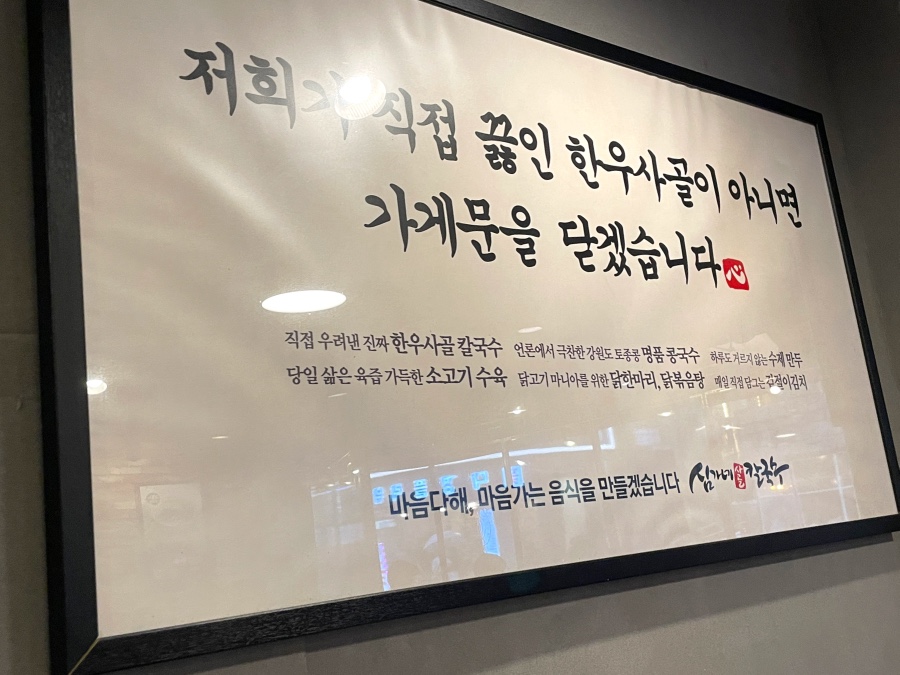 저희가 직접 끓인 한우사골이 아니면
가게문을 닫겠습니다 心
직접 우려낸 진짜 한우사골 칼국수 언론에서 극찬한 강원도 토종콩 명품 콩국수 하루도 거르지 않는 수제 만두
당일 삶은 육즙 가득한 소고기 수육 닭고기 마니아를 위한 닭한마리, 닭볶음탕 매일 직접 담그는 겉절이김치
마음다해, 마음가는 음식을 만들겠습니다 심가네 사골 칼국수